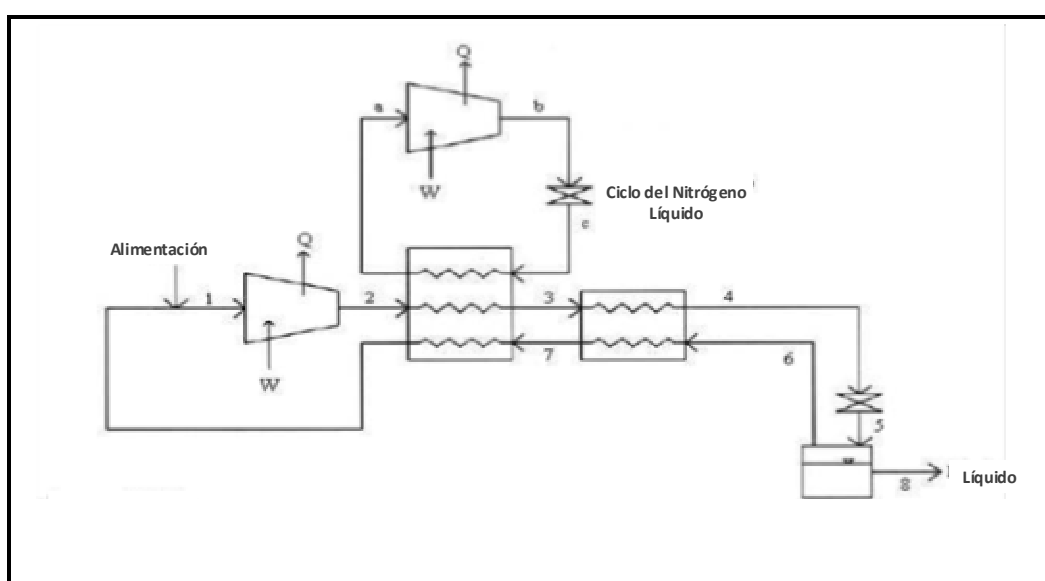 Q
a
b
W
Ciclo del Nitrógeno
Líquido
c
Alimentación
Q
1
2
3
4
W
7
6
5
8
Líquido